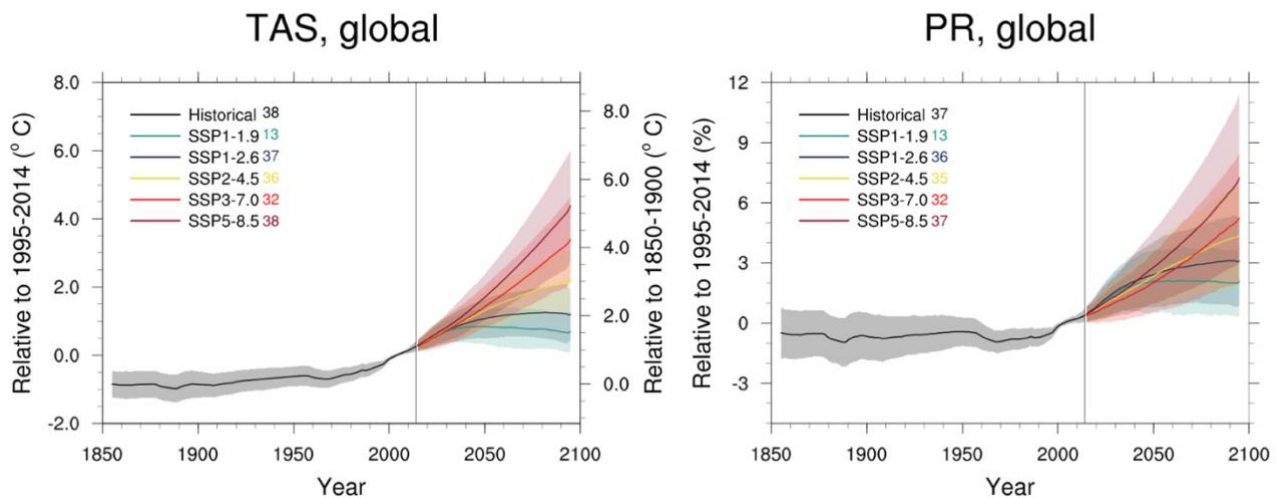 TAS, global
Relative to 1995-2014 (° C)
8.0
6.0
4.0
2.0
0.0
-2.0
Historical 38
SSP1-1.9 13
SSP1-2.6 37
SSP2-4.5 36
SSP3-7.0 32
SSP5-8.5 38
8.0
6.0
4.0
2.0
0.0
Relative to 1850-1900 (° C)
1850 1900 1950 2000 2050 2100
Year
PR, global
Relative to 1995-2014 (%)
12
9
6
3
0
-3
Historical 37
SSP1-1.9 13
SSP1-2.6 36
SSP2-4.5 35
SSP3-7.0 32
SSP5-8.5 37
1850 1900 1950 2000 2050 2100
Year